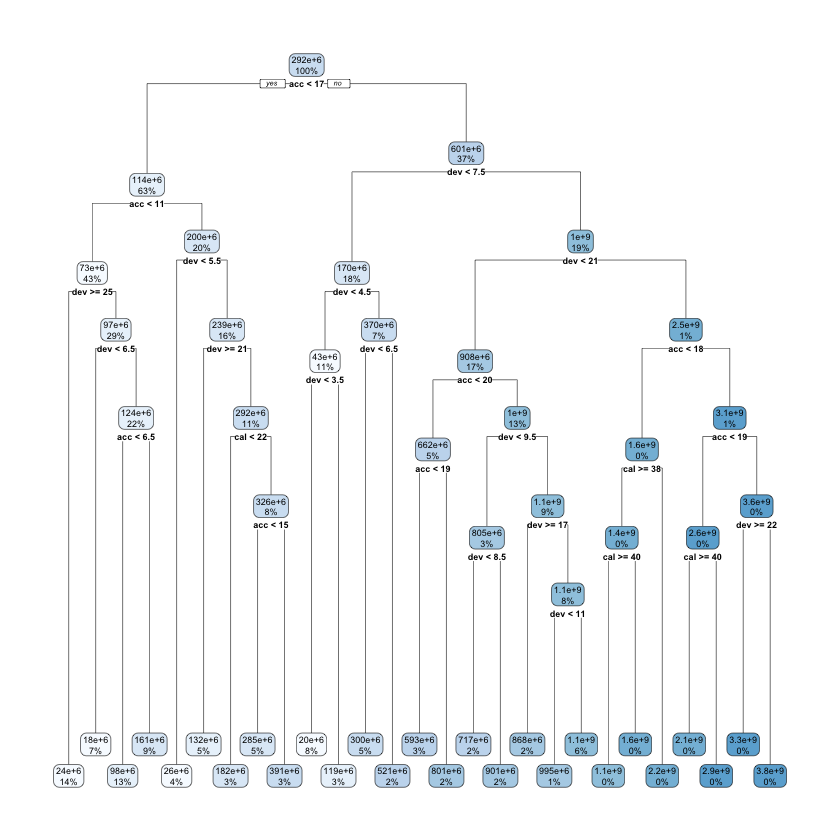 292e+6
100%
yes acc < 17 no
601e+6
37%
dev < 7.5
114e+6
63%
acc < 11
200e+6
20%
dev < 5.5
1e+9
19%
dev < 21
73e+6
43%
dev >= 25
170e+6
18%
dev < 4.5
97e+6
29%
dev < 6.5
239e+6
16%
dev >= 21
370e+6
7%
dev < 6.5
2.5e+9
1%
acc < 18
43e+6
11%
dev < 3.5
908e+6
17%
acc < 20
124e+6
22%
acc < 6.5
292e+6
11%
cal < 22
1e+9
13%
dev < 9.5
3.1e+9
1%
acc < 19
662e+6
5%
acc < 19
1.6e+9
0%
cal >= 38
326e+6
8%
acc < 15
1.1e+9
9%
dev >= 17
3.6e+9
0%
dev >= 22
805e+6
3%
dev < 8.5
1.4e+9
0%
cal >= 40
2.6e+9
0%
cal >= 40
1.1e+9
8%
dev < 11
18e+6
7%
161e+6
9%
132e+6
5%
285e+6
5%
20e+6
8%
300e+6
5%
593e+6
3%
717e+6
2%
868e+6
2%
1.1e+9
6%
1.6e+9
0%
2.1e+9
0%
3.3e+9
0%
24e+6
14%
98e+6
13%
26e+6
4%
182e+6
3%
391e+6
3%
119e+6
3%
521e+6
2%
801e+6
2%
901e+6
2%
995e+6
1%
1.1e+9
0%
2.2e+9
0%
2.9e+9
0%
3.8e+9
0%